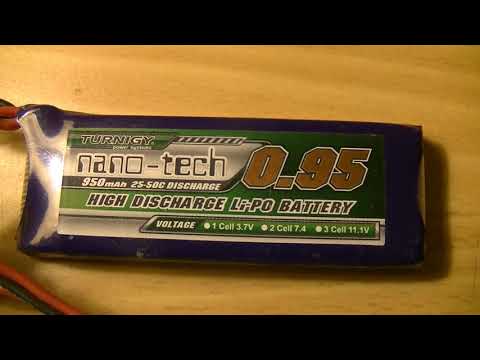 TURNIGY
power systems
nano-tech
0.95
950mAh 25-50C DISCHARGE
HIGH DISCHARGE Li-PO BATTERY
VOLTAGE 1 Cell 3.7V 2 Cell 7.4 3 Cell 11.1V